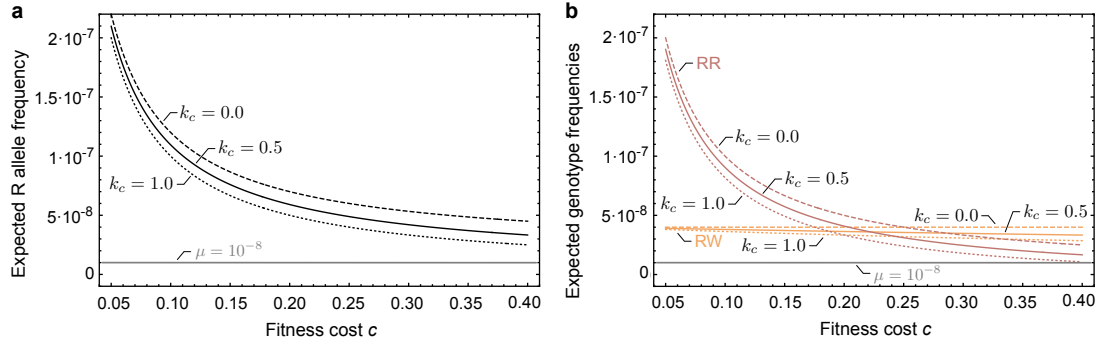 a
Expected R allele frequency
2·10⁻⁷
1.5·10⁻⁷
1·10⁻⁷
5·10⁻⁸
0
k_c = 0.0
k_c = 0.5
k_c = 1.0
μ = 10⁻⁸
0.05 0.10 0.15 0.20 0.25 0.30 0.35 0.40
Fitness cost c
b
Expected genotype frequencies
2·10⁻⁷
1.5·10⁻⁷
1·10⁻⁷
5·10⁻⁸
0
RR
k_c = 0.0
k_c = 0.5
k_c = 1.0
k_c = 0.0
k_c = 0.5
RW
k_c = 1.0
μ = 10⁻⁸
0.05 0.10 0.15 0.20 0.25 0.30 0.35 0.40
Fitness cost c